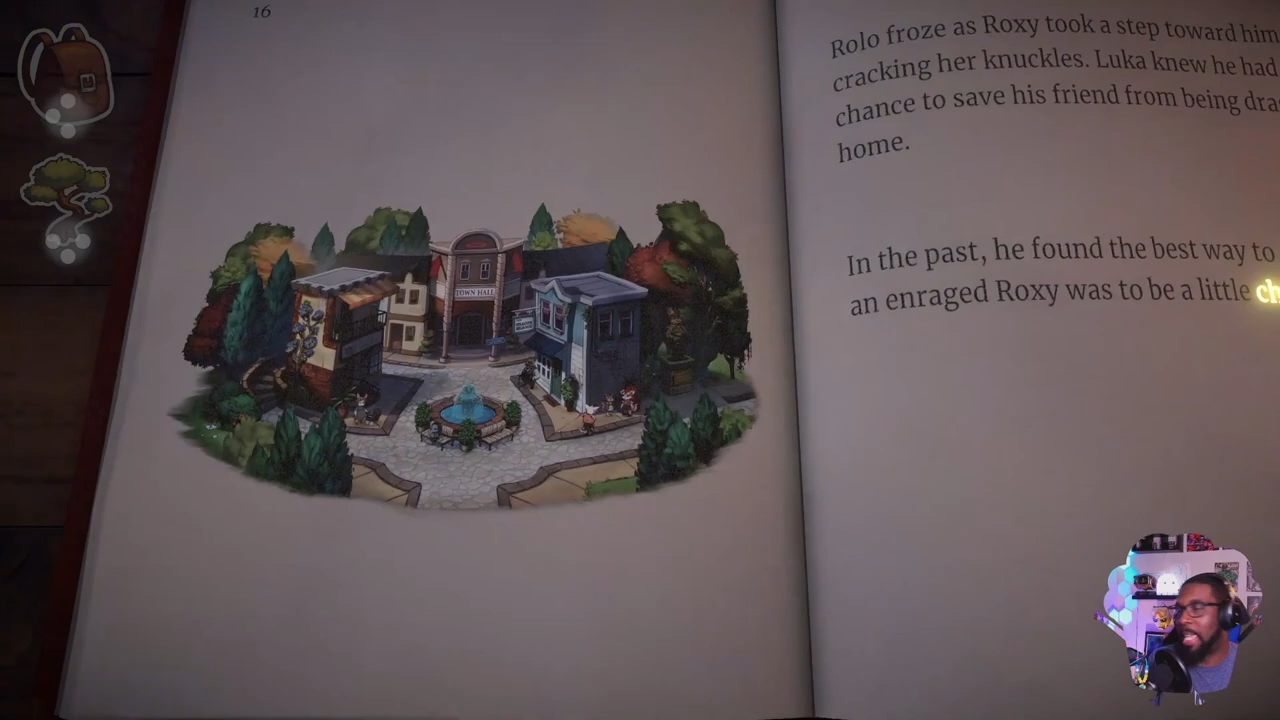 16
Rolo froze as Roxy took a step toward him
cracking her knuckles. Luka knew he had
chance to save his friend from being dra
home.
In the past, he found the best way to
an enraged Roxy was to be a little ch
TOWN HALL